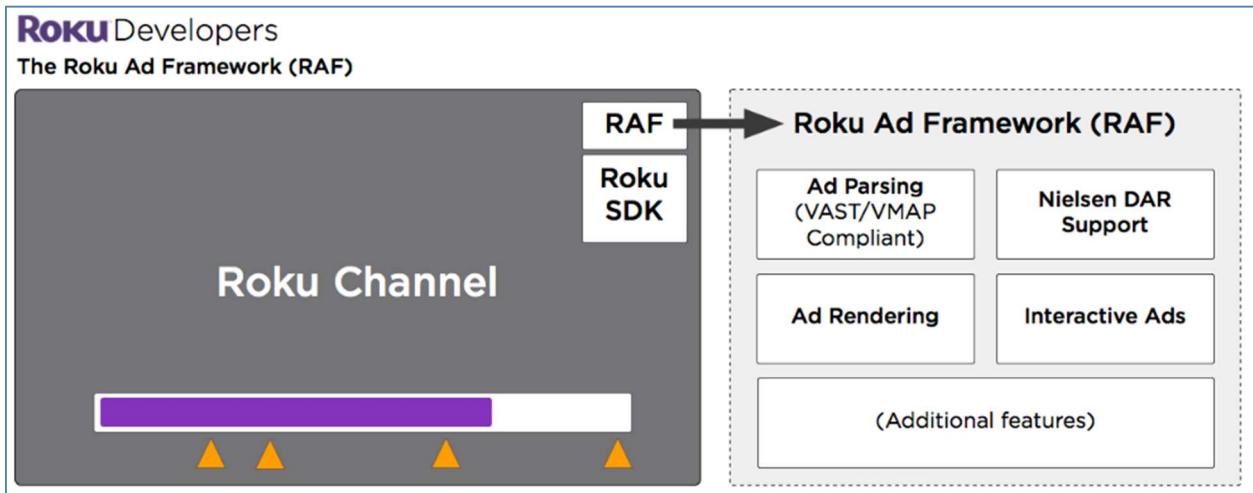 Roku Developers
The Roku Ad Framework (RAF)
RAF
Roku
SDK
Roku Channel
Roku Ad Framework (RAF)
Ad Parsing
(VAST/VMAP
Compliant)
Nielsen DAR
Support
Ad Rendering
Interactive Ads
(Additional features)